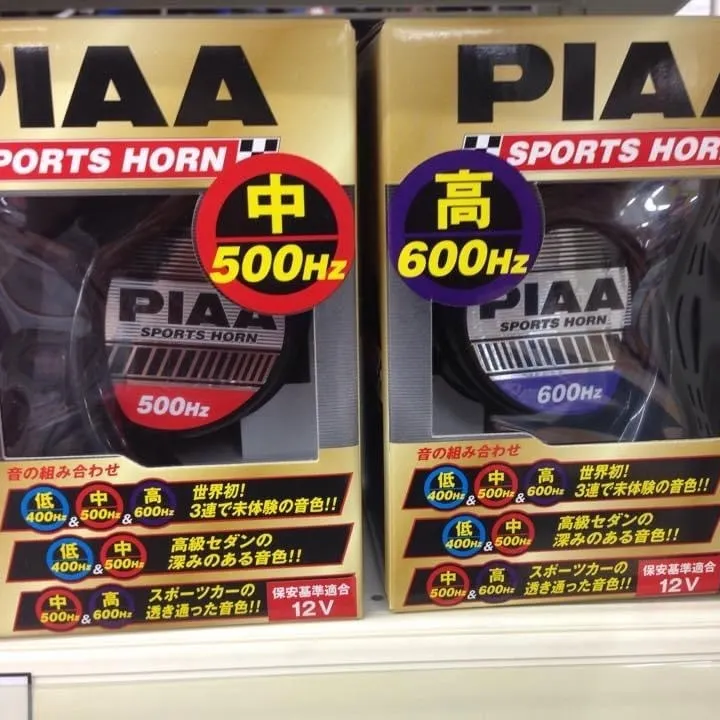 PIAA
SPORTS HORN
中
500Hz
PIAA
SPORTS HORN
500Hz
音の組み合わせ
低 400Hz & 中 500Hz & 高 600Hz 世界初!
3連で未体験の音色!!
低 400Hz & 中 500Hz 高級セダンの
深みのある音色!!
中 500Hz & 高 600Hz スポーツカーの
透き通った音色!!
保安基準適合
12V
PIAA
SPORTS HOR
高
600Hz
PIAA
SPORTS HORN
600Hz
音の組み合わせ
低 400Hz & 中 500Hz & 高 600Hz 世界初!
3連で未体験の音色!!
低 400Hz & 中 500Hz 高級セダンの
深みのある音色!!
中 500Hz & 高 600Hz スポーツカーの
透き通った音色!!
保安基準適合
12V